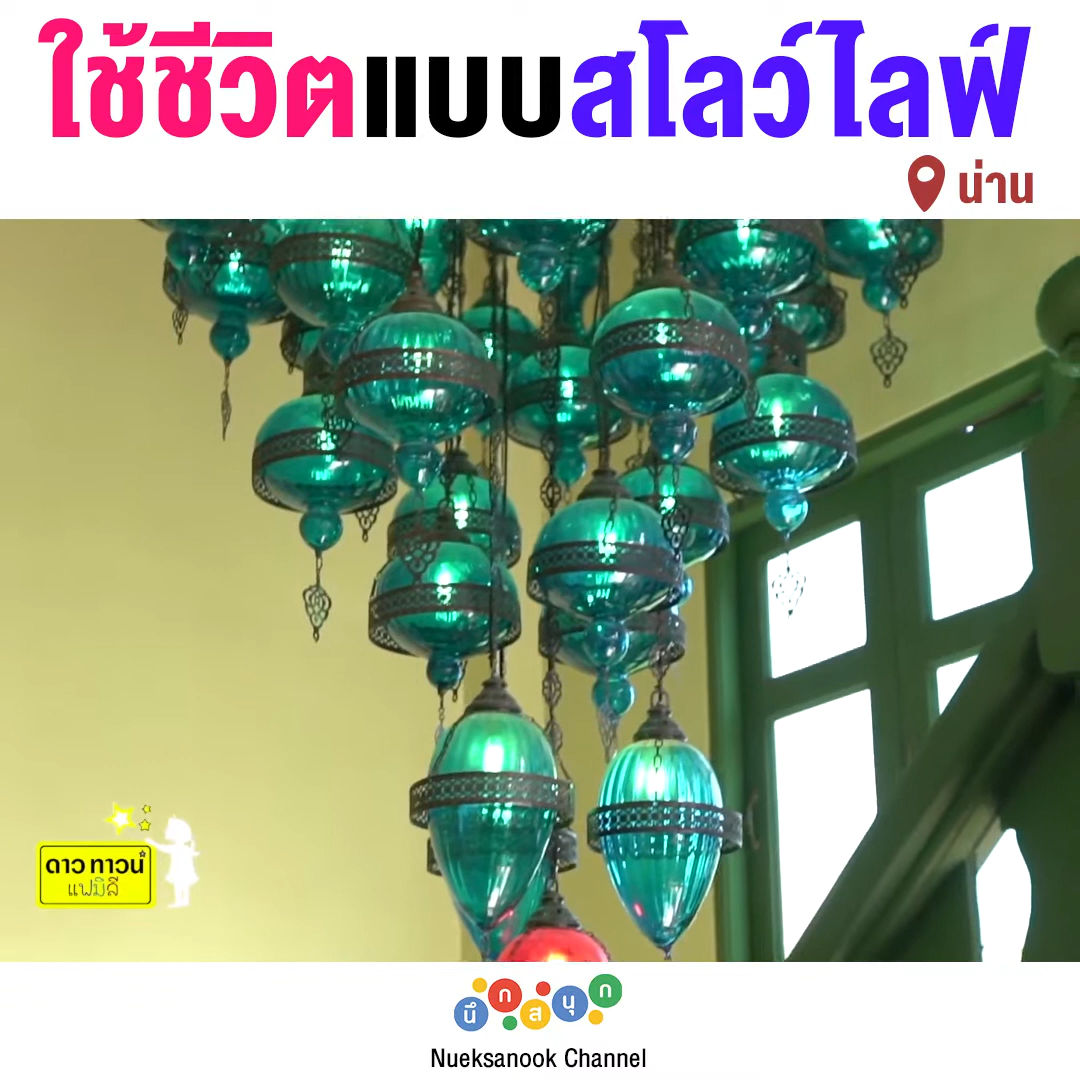 ใช้ชีวิตแบบสโลว์ไลฟ์
น่าน
ดาว ทาวน์
แฟมิลี่
นึกสนุก
Nueksanook Channel